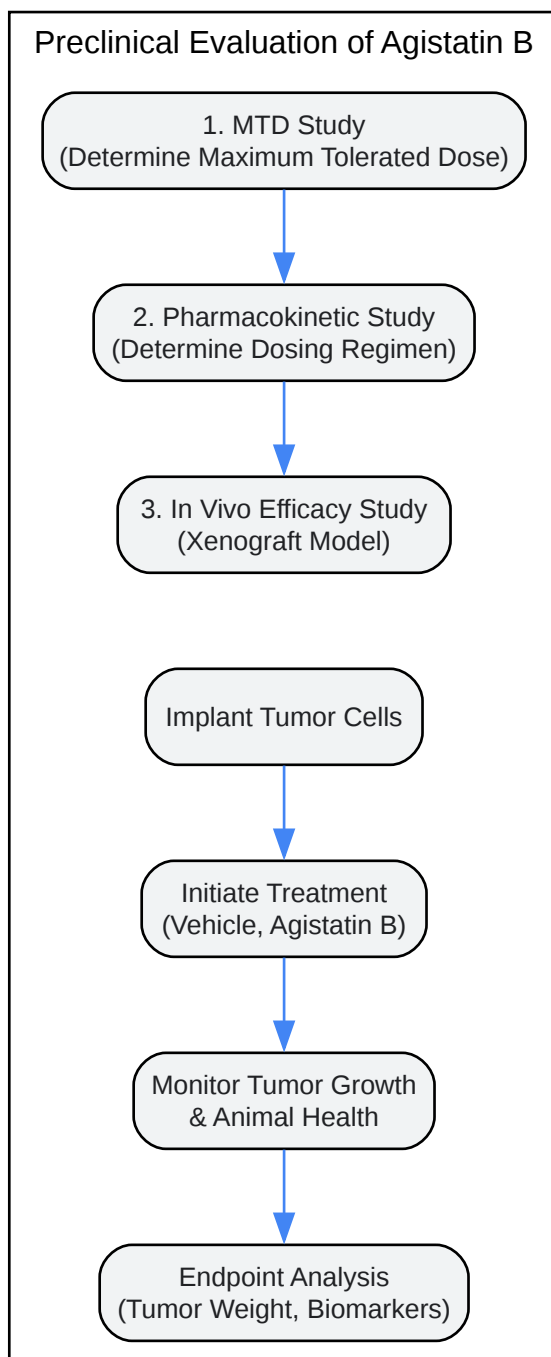 Preclinical Evaluation of Agistatin B
1. MTD Study
(Determine Maximum Tolerated Dose)
2. Pharmacokinetic Study
(Determine Dosing Regimen)
3. In Vivo Efficacy Study
(Xenograft Model)
Implant Tumor Cells
Initiate Treatment
(Vehicle, Agistatin B)
Monitor Tumor Growth
& Animal Health
Endpoint Analysis
(Tumor Weight, Biomarkers)